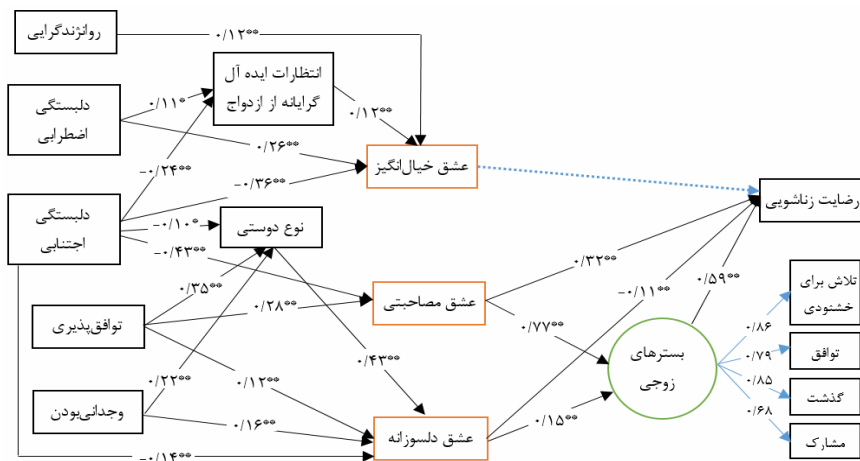 روانژندگرایی
۰/۱۲**
انتظارات ایده آل
گرایانه از ازدواج
دلبستگی
اضطرابی
۰/۱۱*
۰/۱۲**
۰/۲۶**
عشق خیال‌انگیز
−۰/۲۴**
−۰/۳۶**
رضایت زناشویی
دلبستگی
اجتنابی
−۰/۱۰*
نوع دوستی
−۰/۴۳**
۰/۳۲**
−۰/۱۱**
۰/۵۹**
تلاش برای
خشنودی
۰/۳۵**
عشق مصاحبتی
توافق‌پذیری
۰/۲۸**
۰/۷۷**
۰/۸۶
بسترهای
زوجی
۰/۷۹
توافق
۰/۴۳**
۰/۲۲**
۰/۱۲**
۰/۸۵
گذشت
۰/۶۸
وجدانی‌بودن
۰/۱۶**
۰/۱۵**
عشق دلسوزانه
مشارک
−۰/۱۴**